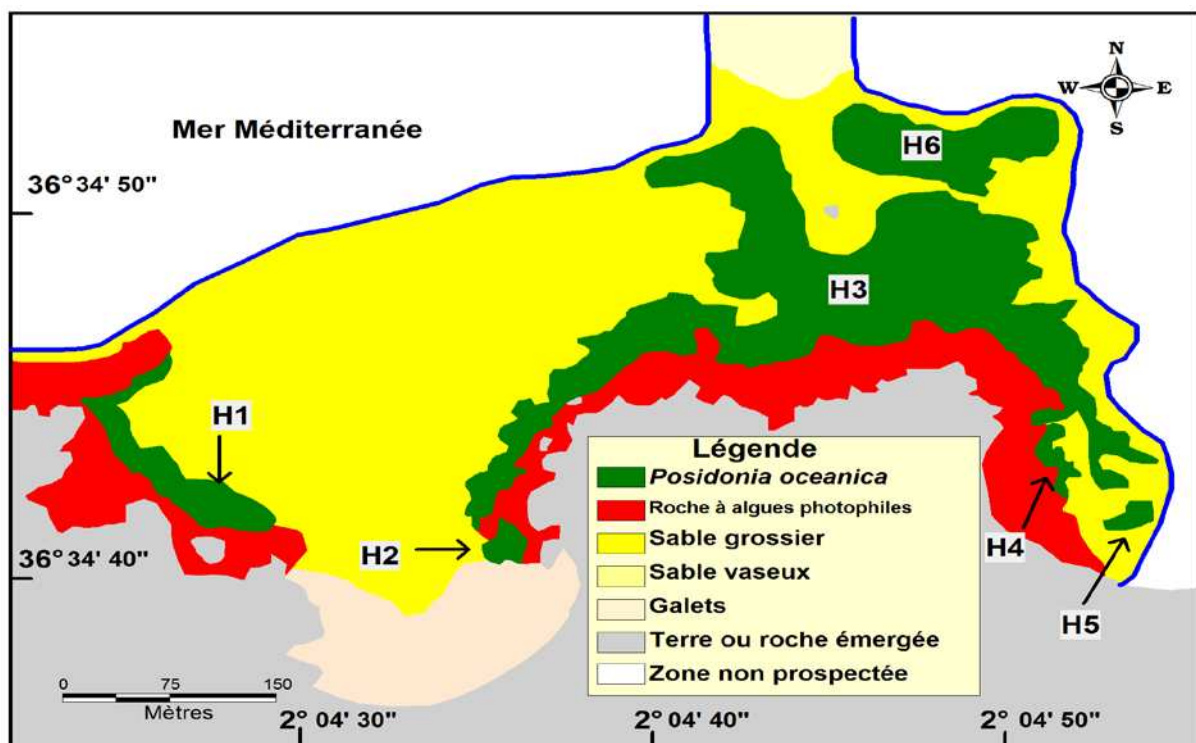 N
W E
S
Mer Méditerranée
H6
36° 34' 50"
H3
H1
Légende
Posidonia oceanica
Roche à algues photophiles
Sable grossier
Sable vaseux
Galets
Terre ou roche émergée
Zone non prospectée
H2
H4
36° 34' 40"
H5
0 75 150
Mètres
2° 04' 30" 2° 04' 40" 2° 04' 50"